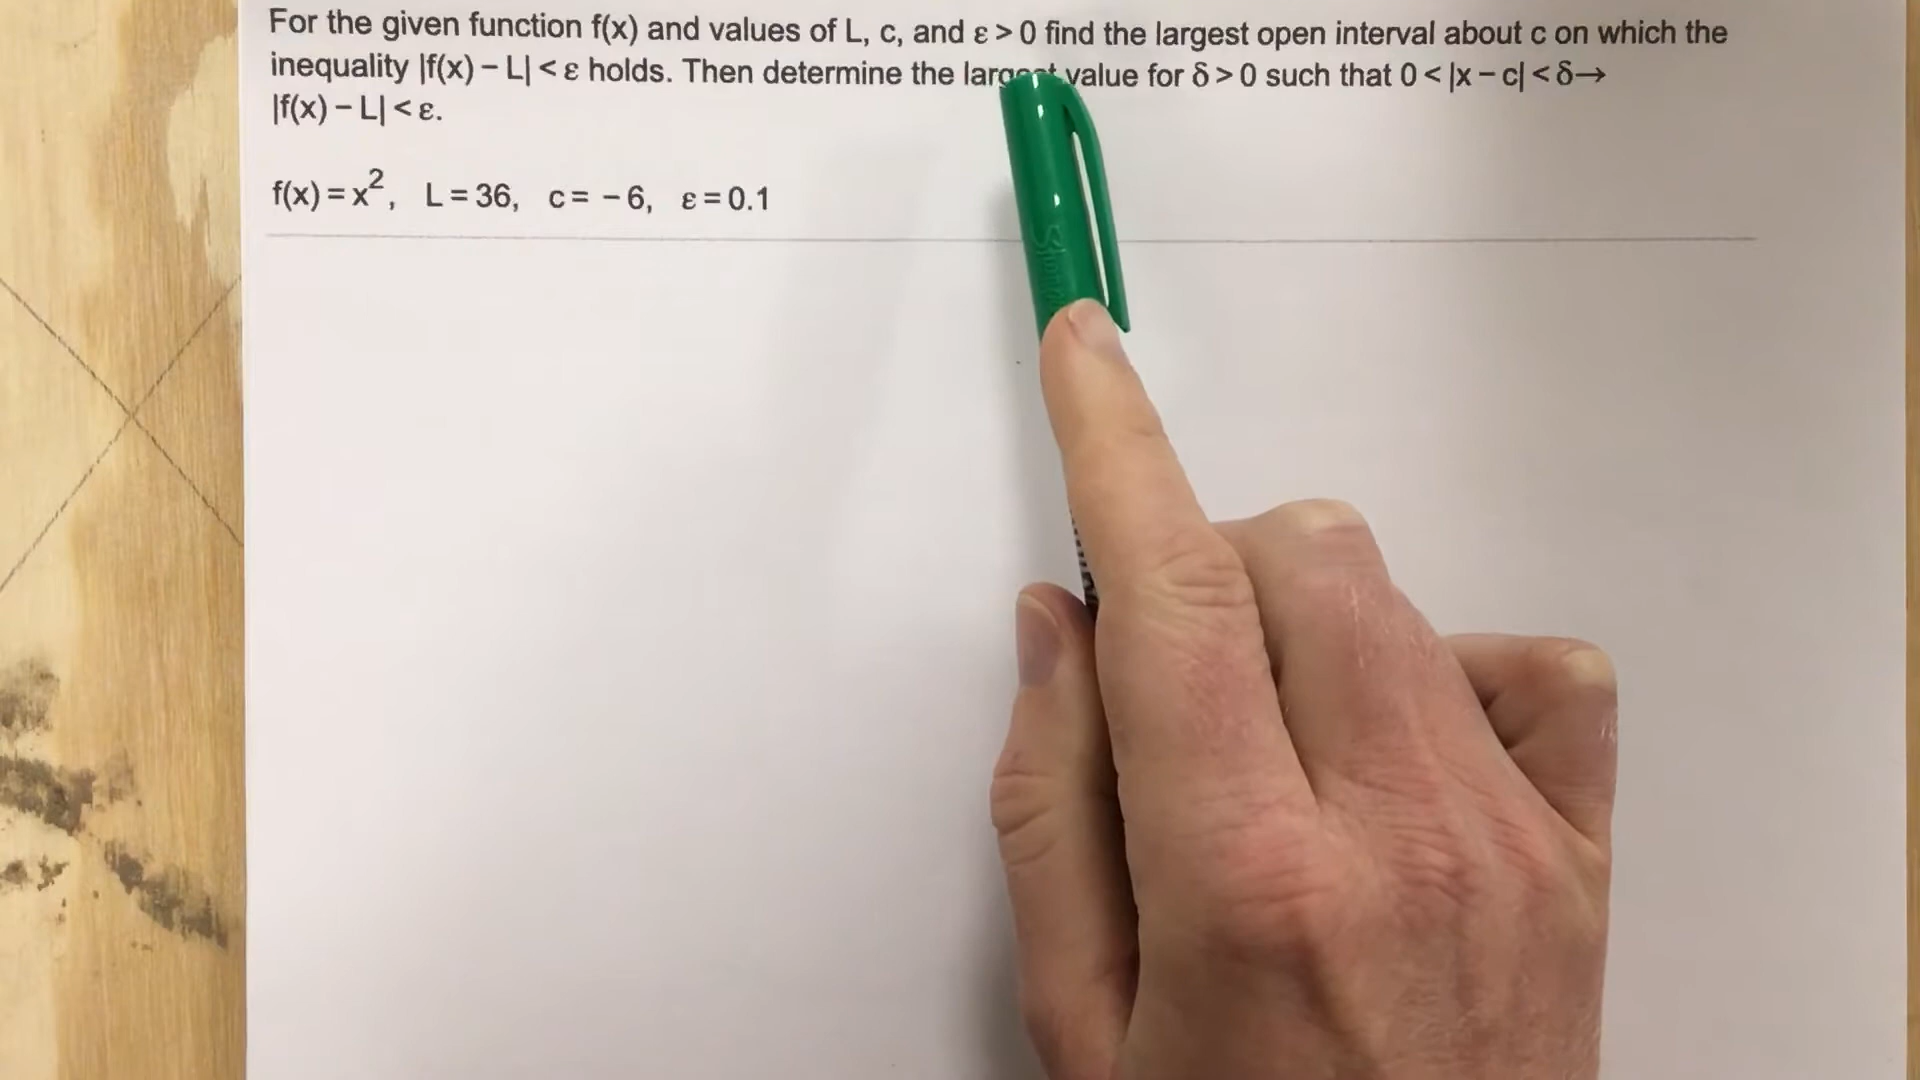 For the given function f(x) and values of L, c, and ε > 0 find the largest open interval about c on which the
inequality |f(x) − L| < ε holds. Then determine the largest value for δ > 0 such that 0 < |x − c| < δ→
|f(x) − L| < ε.
f(x) = x², L = 36, c = − 6, ε = 0.1